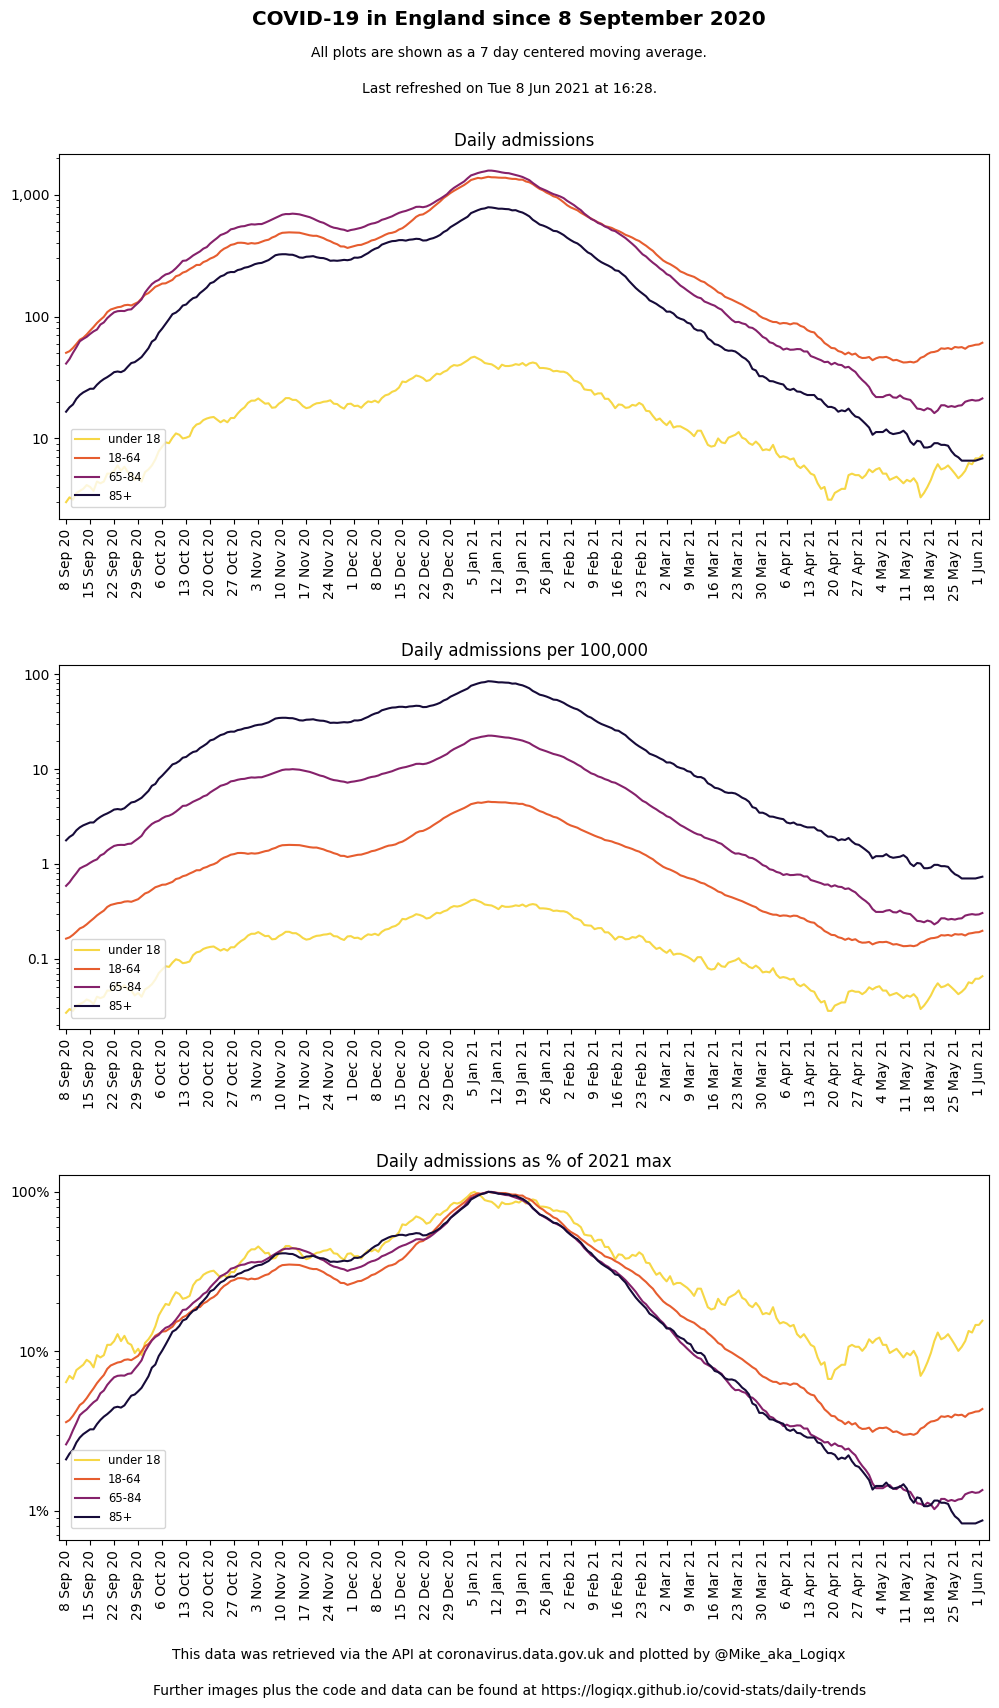 COVID-19 in England since 8 September 2020
All plots are shown as a 7 day centered moving average.
Last refreshed on Tue 8 Jun 2021 at 16:28.
Daily admissions
1,000
100
10
under 18
18-64
65-84
85+
8 Sep 20
15 Sep 20
22 Sep 20
29 Sep 20
6 Oct 20
13 Oct 20
20 Oct 20
27 Oct 20
3 Nov 20
10 Nov 20
17 Nov 20
24 Nov 20
1 Dec 20
8 Dec 20
15 Dec 20
22 Dec 20
29 Dec 20
5 Jan 21
12 Jan 21
19 Jan 21
26 Jan 21
2 Feb 21
9 Feb 21
16 Feb 21
23 Feb 21
2 Mar 21
9 Mar 21
16 Mar 21
23 Mar 21
30 Mar 21
6 Apr 21
13 Apr 21
20 Apr 21
27 Apr 21
4 May 21
11 May 21
18 May 21
25 May 21
1 Jun 21
Daily admissions per 100,000
100
10
1
0.1
under 18
18-64
65-84
85+
8 Sep 20
15 Sep 20
22 Sep 20
29 Sep 20
6 Oct 20
13 Oct 20
20 Oct 20
27 Oct 20
3 Nov 20
10 Nov 20
17 Nov 20
24 Nov 20
1 Dec 20
8 Dec 20
15 Dec 20
22 Dec 20
29 Dec 20
5 Jan 21
12 Jan 21
19 Jan 21
26 Jan 21
2 Feb 21
9 Feb 21
16 Feb 21
23 Feb 21
2 Mar 21
9 Mar 21
16 Mar 21
23 Mar 21
30 Mar 21
6 Apr 21
13 Apr 21
20 Apr 21
27 Apr 21
4 May 21
11 May 21
18 May 21
25 May 21
1 Jun 21
Daily admissions as % of 2021 max
100%
10%
1%
under 18
18-64
65-84
85+
8 Sep 20
15 Sep 20
22 Sep 20
29 Sep 20
6 Oct 20
13 Oct 20
20 Oct 20
27 Oct 20
3 Nov 20
10 Nov 20
17 Nov 20
24 Nov 20
1 Dec 20
8 Dec 20
15 Dec 20
22 Dec 20
29 Dec 20
5 Jan 21
12 Jan 21
19 Jan 21
26 Jan 21
2 Feb 21
9 Feb 21
16 Feb 21
23 Feb 21
2 Mar 21
9 Mar 21
16 Mar 21
23 Mar 21
30 Mar 21
6 Apr 21
13 Apr 21
20 Apr 21
27 Apr 21
4 May 21
11 May 21
18 May 21
25 May 21
1 Jun 21
This data was retrieved via the API at coronavirus.data.gov.uk and plotted by @Mike_aka_Logiqx
Further images plus the code and data can be found at https://logiqx.github.io/covid-stats/daily-trends